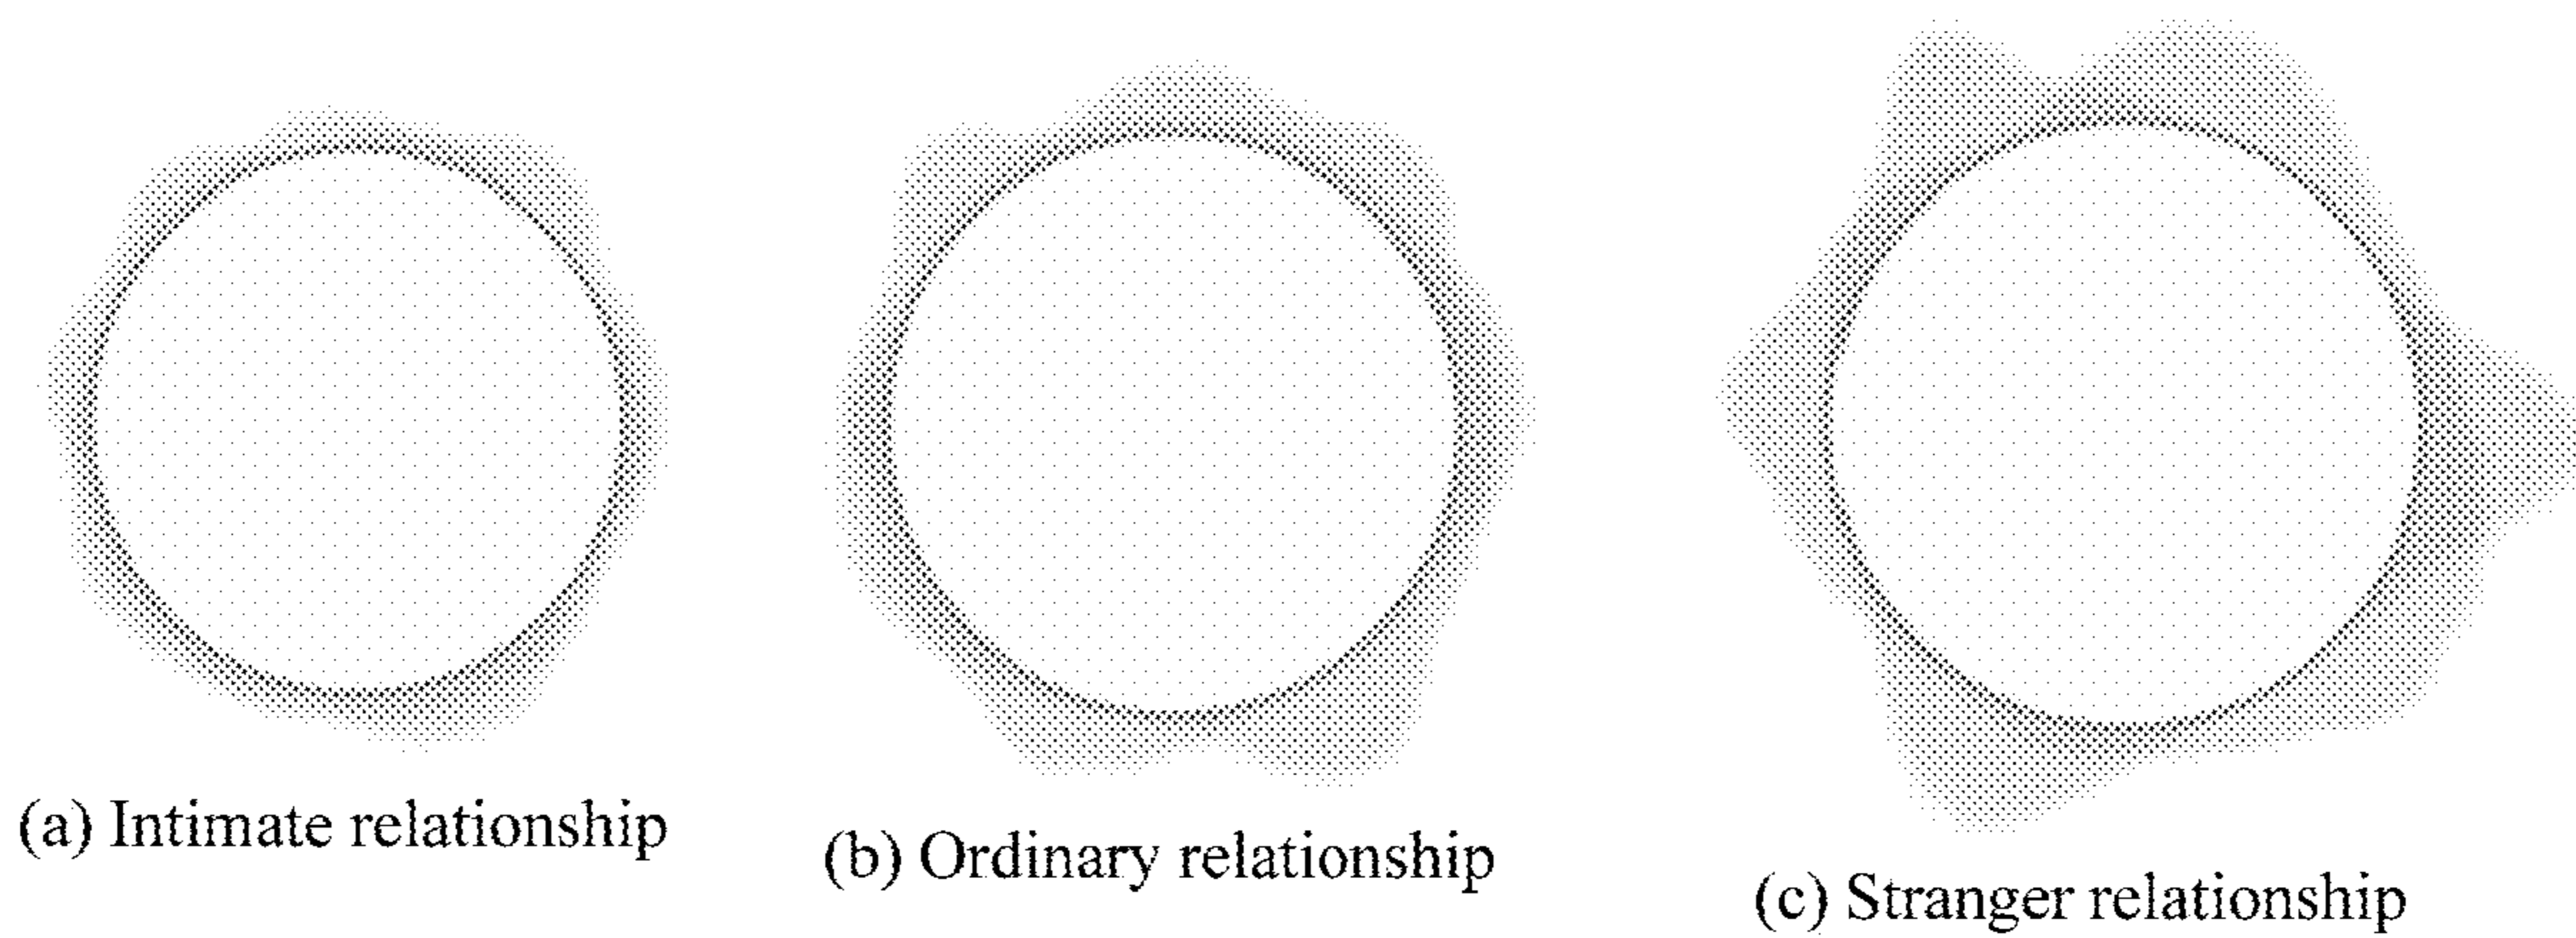 (a) Intimate relationship
(b) Ordinary relationship
(c) Stranger relationship